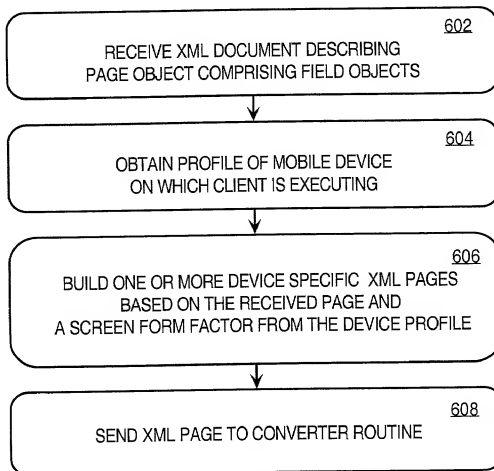 602
RECEIVE XML DOCUMENT DESCRIBING
PAGE OBJECT COMPRISING FIELD OBJECTS
604
OBTAIN PROFILE OF MOBILE DEVICE
ON WHICH CLIENT IS EXECUTING
606
BUILD ONE OR MORE DEVICE SPECIFIC XML PAGES
BASED ON THE RECEIVED PAGE AND
A SCREEN FORM FACTOR FROM THE DEVICE PROFILE
608
SEND XML PAGE TO CONVERTER ROUTINE